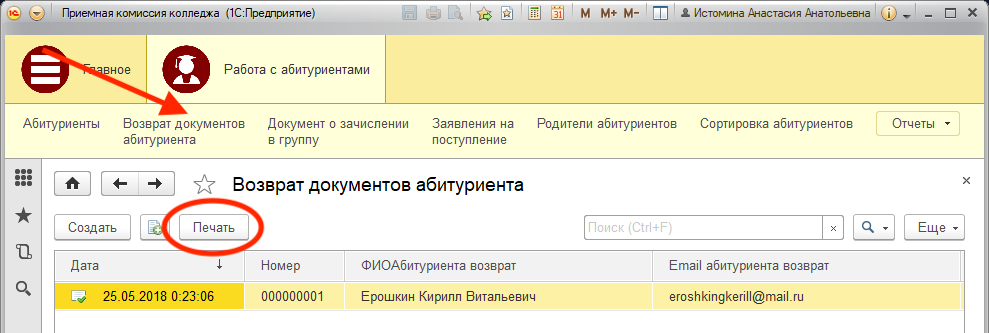 Приемная комиссия колледжа (1С:Предприятие)
M M+ M- Истомина Анастасия Анатольевна
Главное
Работа с абитуриентами
Абитуриенты
Возврат документов
абитуриента
Документ о зачислении
в группу
Заявления на
поступление
Родители абитуриентов
Сортировка абитуриентов
Отчеты
Возврат документов абитуриента
Создать
Печать
Поиск (Ctrl+F)
Еще
Дата Номер ФИОАбитуриента возврат Email абитуриента возврат
25.05.2018 0:23:06 000000001 Ерошкин Кирилл Витальевич eroshkingkerill@mail.ru